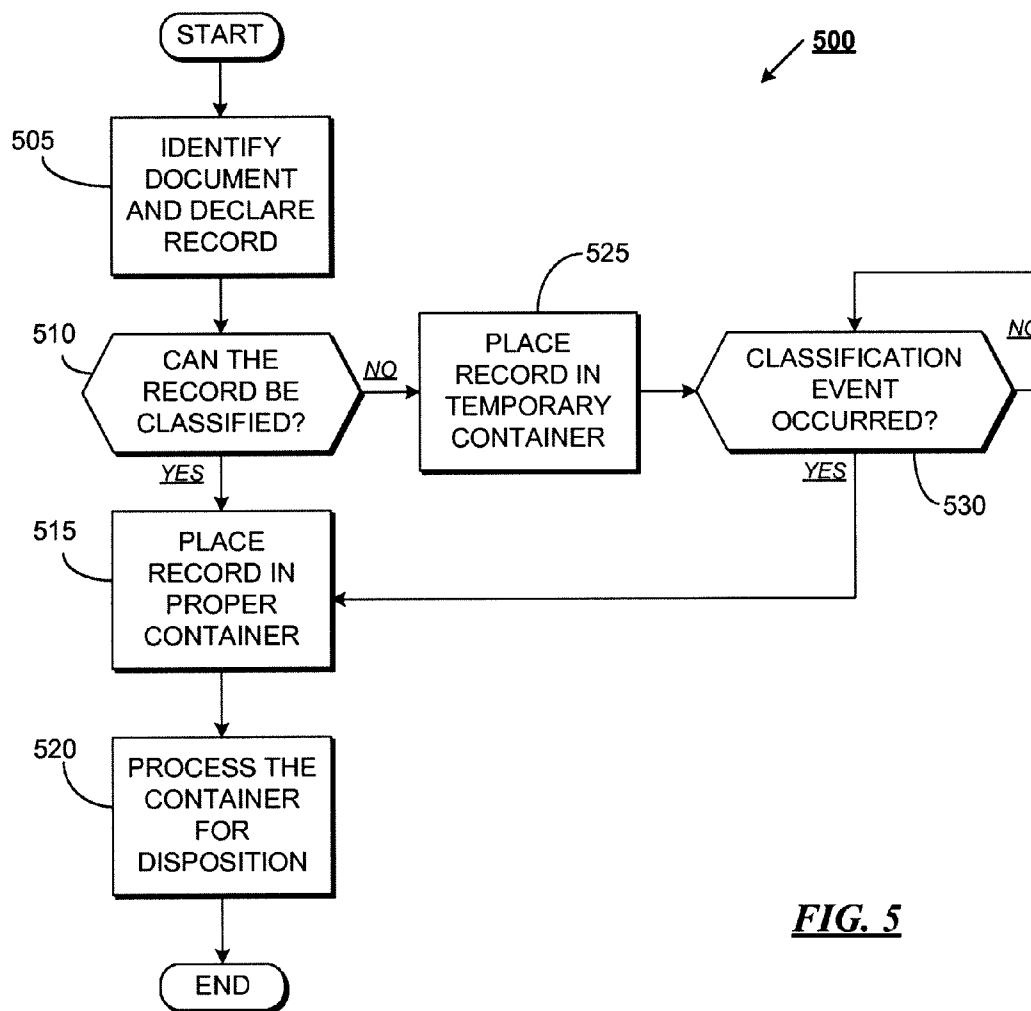 START
500
505
IDENTIFY
DOCUMENT
AND DECLARE
RECORD
510
CAN THE
RECORD BE
CLASSIFIED?
NO
525
PLACE
RECORD IN
TEMPORARY
CONTAINER
CLASSIFICATION
EVENT
OCCURRED?
NO
YES
530
YES
515
PLACE
RECORD IN
PROPER
CONTAINER
520
PROCESS THE
CONTAINER
FOR
DISPOSITION
END
FIG. 5